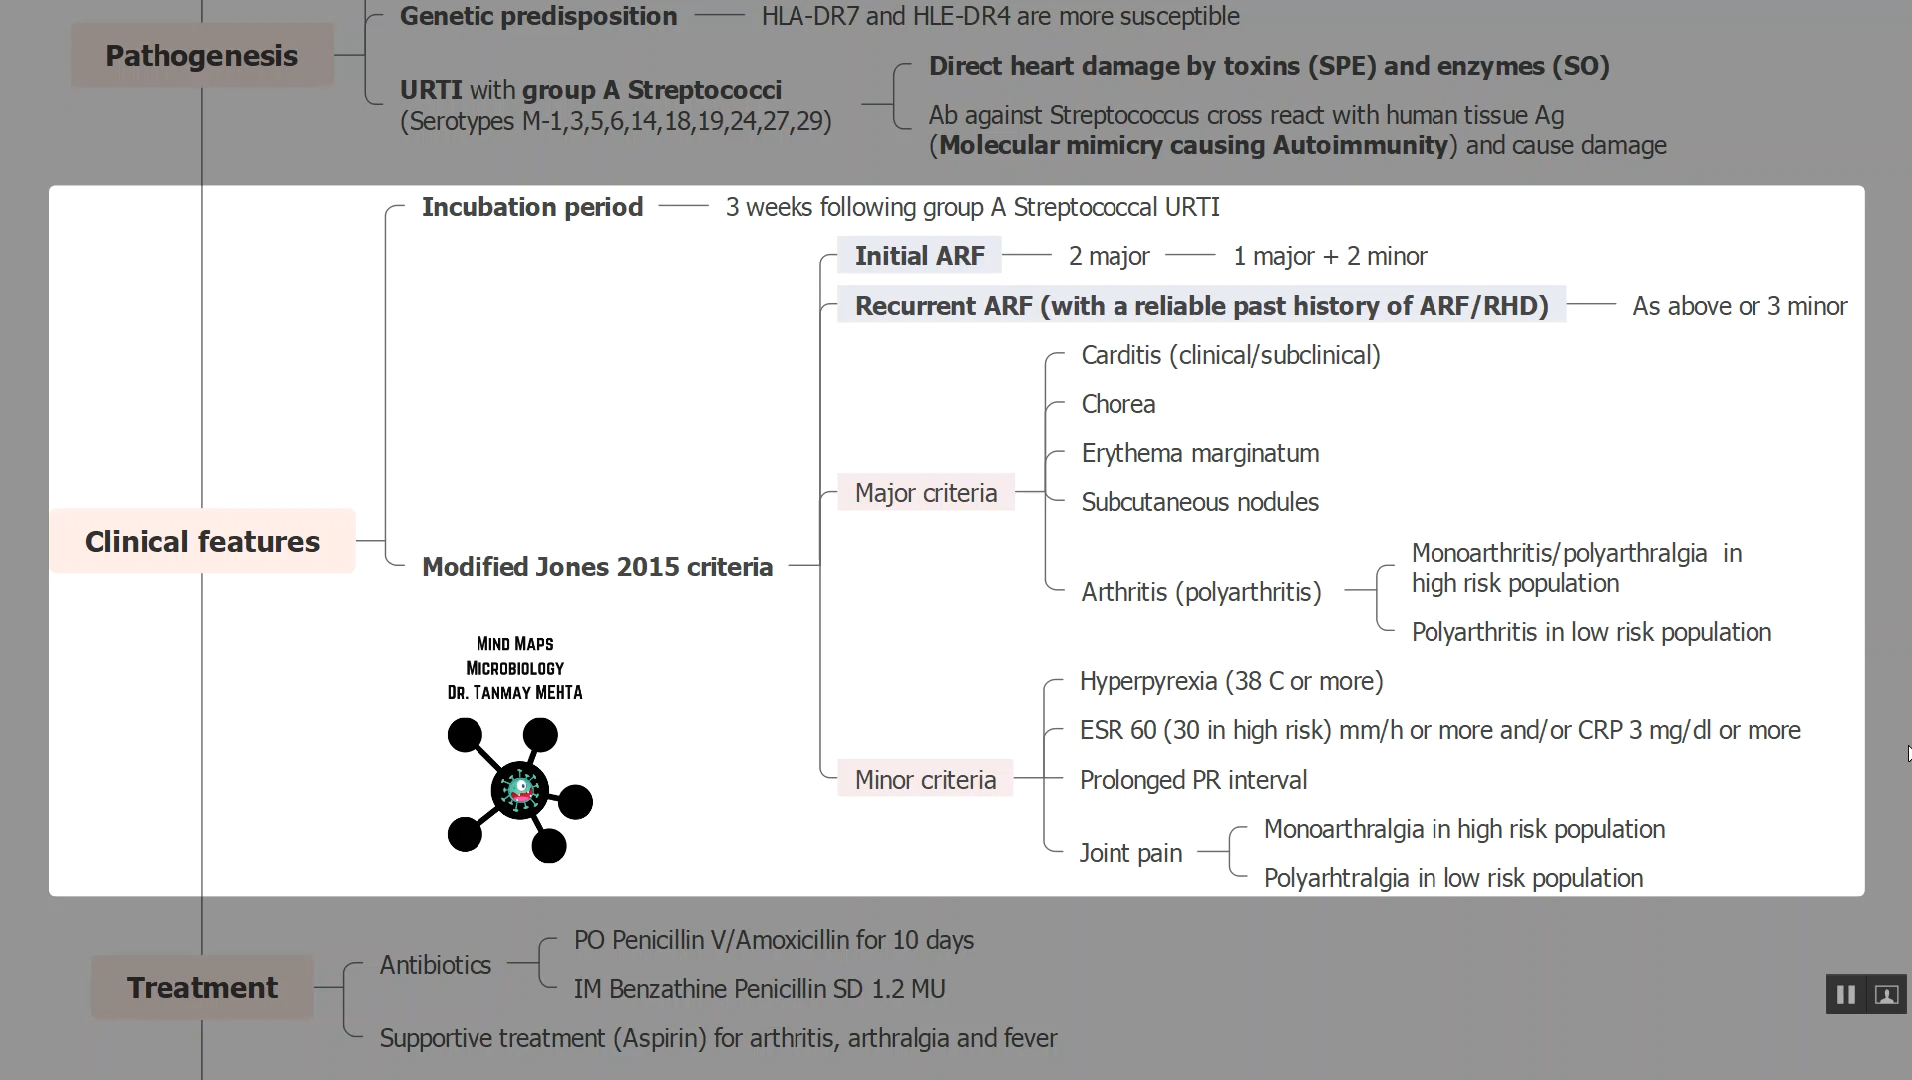 Genetic predisposition
HLA-DR7 and HLE-DR4 are more susceptible
Pathogenesis
URTI with group A Streptococci
(Serotypes M-1,3,5,6,14,18,19,24,27,29)
Direct heart damage by toxins (SPE) and enzymes (SO)
Ab against Streptococcus cross react with human tissue Ag
(Molecular mimicry causing Autoimmunity) and cause damage
Clinical features
Incubation period
3 weeks following group A Streptococcal URTI
Modified Jones 2015 criteria
Initial ARF
2 major
1 major + 2 minor
Recurrent ARF (with a reliable past history of ARF/RHD)
As above or 3 minor
Major criteria
Carditis (clinical/subclinical)
Chorea
Erythema marginatum
Subcutaneous nodules
Arthritis (polyarthritis)
Monoarthritis/polyarthralgia in
high risk population
Polyarthritis in low risk population
Minor criteria
Hyperpyrexia (38 C or more)
ESR 60 (30 in high risk) mm/h or more and/or CRP 3 mg/dl or more
Prolonged PR interval
Joint pain
Monoarthralgia in high risk population
Polyarhtralgia in low risk population
MIND MAPS
MICROBIOLOGY
DR. TANMAY MEHTA
Treatment
Antibiotics
PO Penicillin V/Amoxicillin for 10 days
IM Benzathine Penicillin SD 1.2 MU
Supportive treatment (Aspirin) for arthritis, arthralgia and fever